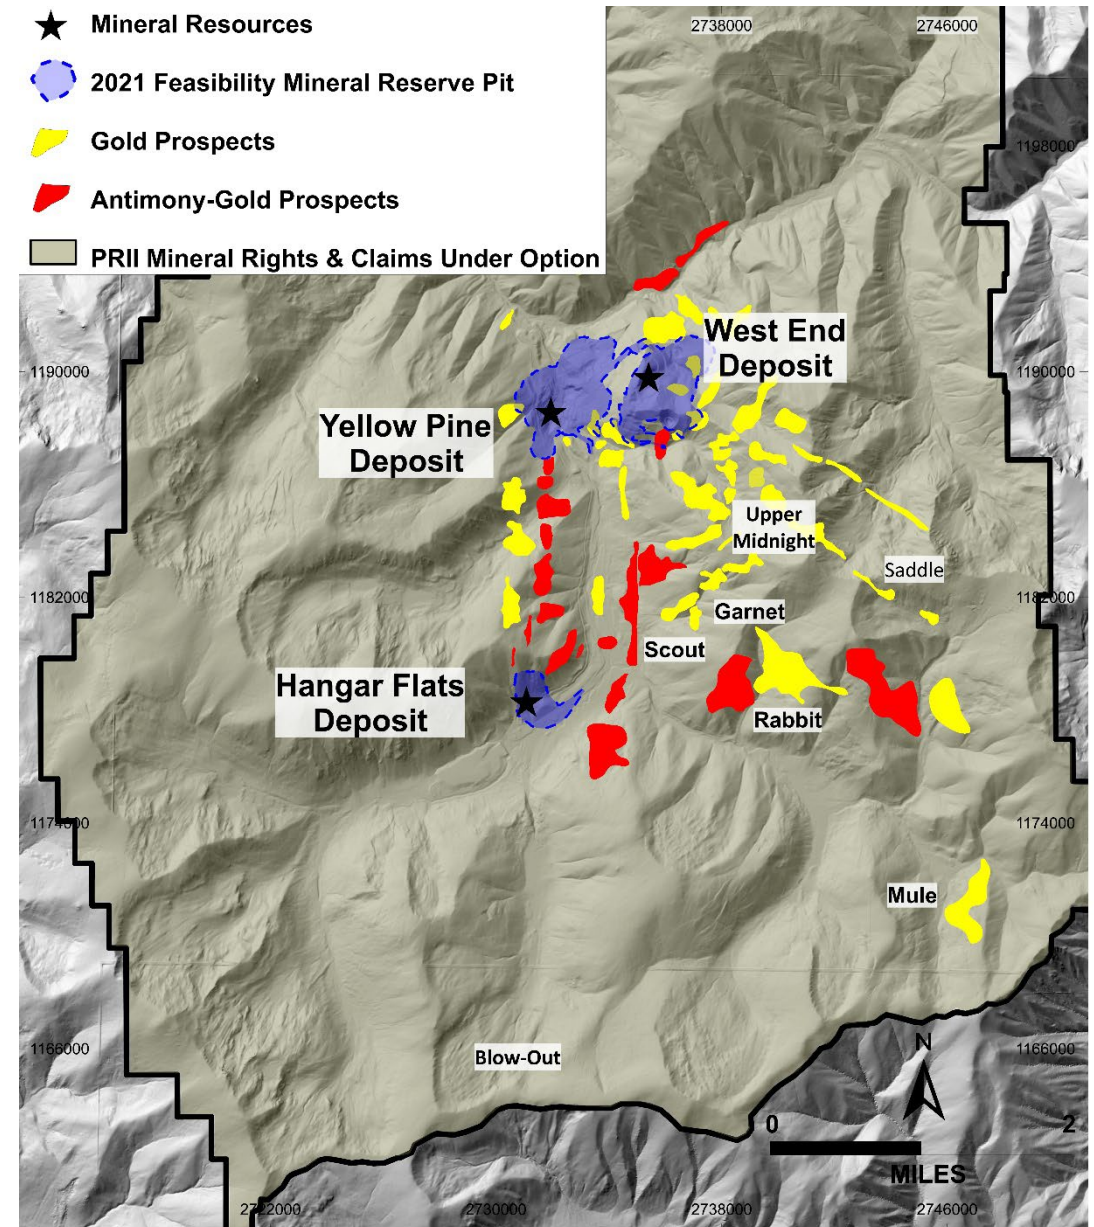 Mineral Resources
2021 Feasibility Mineral Reserve Pit
Gold Prospects
Antimony-Gold Prospects
PRII Mineral Rights & Claims Under Option
2738000
2746000
1198000
West End
Deposit
1190000
1190000
Yellow Pine
Deposit
Upper
Midnight
Saddle
1182000
1182000
Garnet
Scout
Hangar Flats
Deposit
Rabbit
1174000
1174000
Mule
1166000
Blow-Out
1166000
N
0
2
MILES
2722000
2730000
2738000
2746000